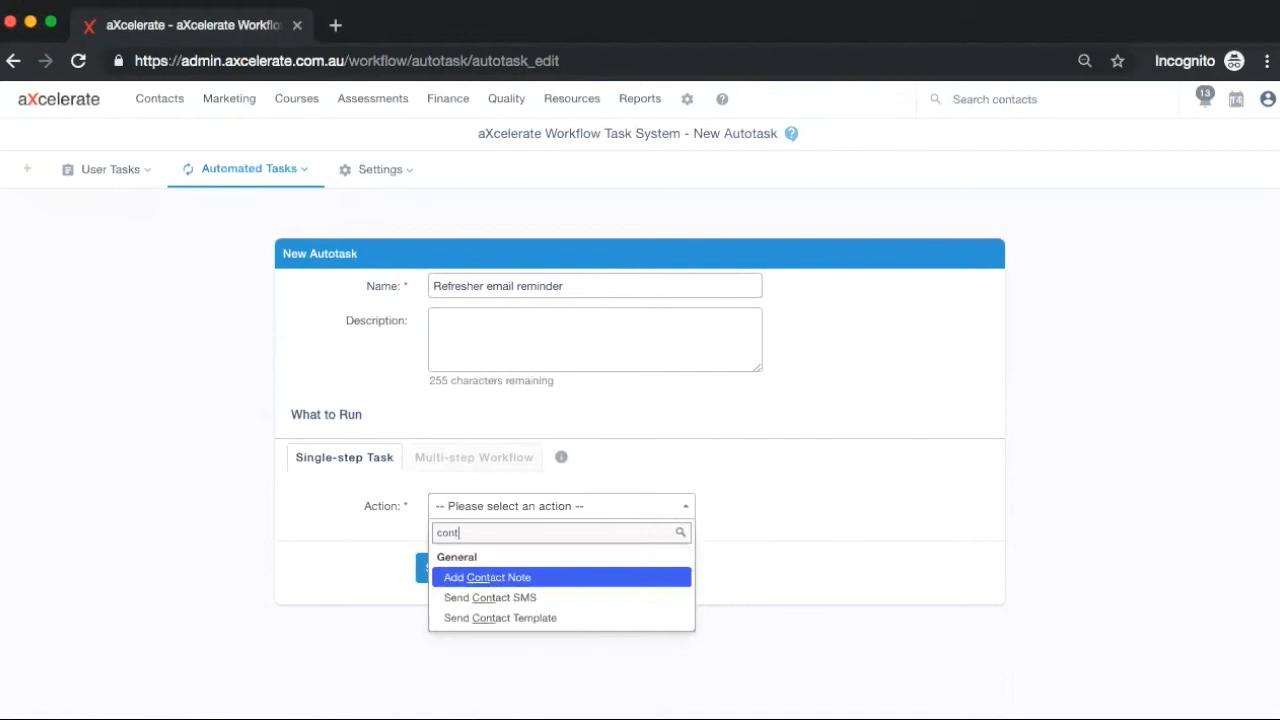 aXcelerate - aXcelerate Workflo
https://admin.axcelerate.com.au/workflow/autotask/autotask_edit
Incognito
aXcelerate Contacts Marketing Courses Assessments Finance Quality Resources Reports Search contacts 13 14
aXcelerate Workflow Task System - New Autotask ?
+ User Tasks Automated Tasks Settings
New Autotask
Name: * Refresher email reminder
Description:
255 characters remaining
What to Run
Single-step Task Multi-step Workflow
Action: * -- Please select an action --
cont
General
Add Contact Note
Send Contact SMS
Send Contact Template